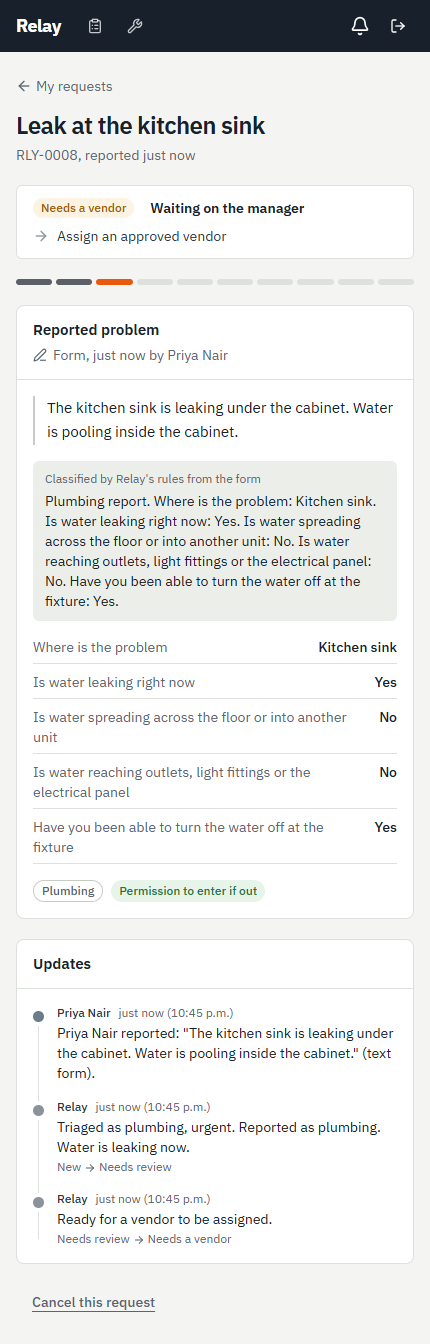 Relay
My requests
Leak at the kitchen sink
RLY-0008, reported just now
Needs a vendor
Waiting on the manager
Assign an approved vendor
Reported problem
Form, just now by Priya Nair
The kitchen sink is leaking under the cabinet. Water
is pooling inside the cabinet.
Classified by Relay's rules from the form
Plumbing report. Where is the problem: Kitchen sink.
Is water leaking right now: Yes. Is water spreading
across the floor or into another unit: No. Is water
reaching outlets, light fittings or the electrical panel:
No. Have you been able to turn the water off at the
fixture: Yes.
Where is the problem Kitchen sink
Is water leaking right now Yes
Is water spreading across the floor or into another No
unit
Is water reaching outlets, light fittings or the No
electrical panel
Have you been able to turn the water off at the Yes
fixture
Plumbing Permission to enter if out
Updates
Priya Nair just now (10:45 p.m.)
Priya Nair reported: "The kitchen sink is leaking under
the cabinet. Water is pooling inside the cabinet." (text
form).
Relay just now (10:45 p.m.)
Triaged as plumbing, urgent. Reported as plumbing.
Water is leaking now.
New → Needs review
Relay just now (10:45 p.m.)
Ready for a vendor to be assigned.
Needs review → Needs a vendor
Cancel this request